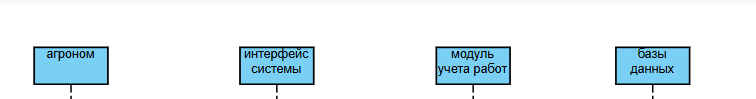 агроном
интерфейс
системы
модуль
учета работ
базы
данных